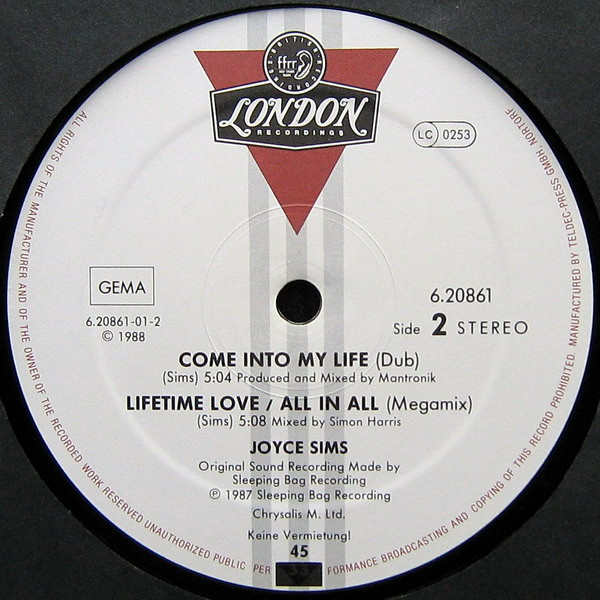 BRITISH RECORDINGS
ffrr
LONDON
RECORDINGS
LC 0253
GEMA
6.20861-01-2
© 1988
6.20861
Side 2 STEREO
COME INTO MY LIFE (Dub)
(Sims) 5:04 Produced and Mixed by Mantronik
LIFETIME LOVE / ALL IN ALL (Megamix)
(Sims) 5:08 Mixed by Simon Harris
JOYCE SIMS
Original Sound Recording Made by
Sleeping Bag Recording
℗ 1987 Sleeping Bag Recording
Chrysalis M. Ltd.
Keine Vermietung!
45
33
ALL RIGHTS OF THE MANUFACTURER AND OF THE OWNER OF THE RECORDED WORK RESERVED UNAUTHORIZED PUBLIC PERFORMANCE BROADCASTING AND COPYING OF THIS RECORD PROHIBITED. MANUFACTURED BY TELDEC-PRESS GMBH, NORTORF